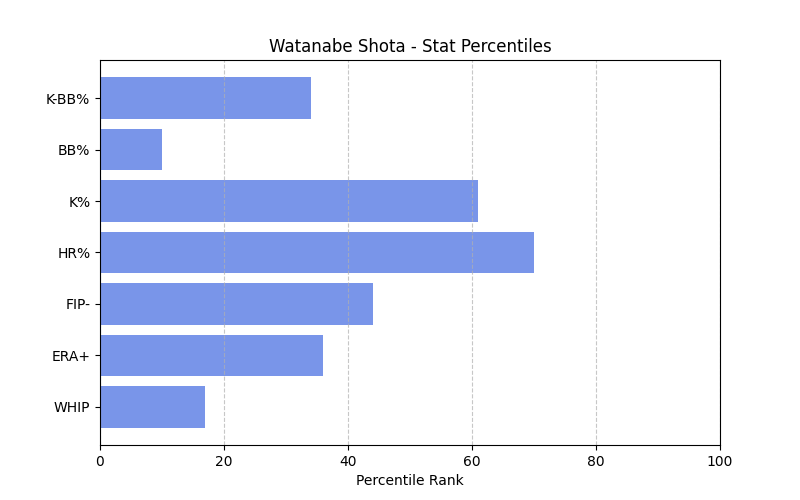 Watanabe Shota - Stat Percentiles
K-BB%
BB%
K%
HR%
FIP-
ERA+
WHIP
0 20 40 60 80 100
Percentile Rank